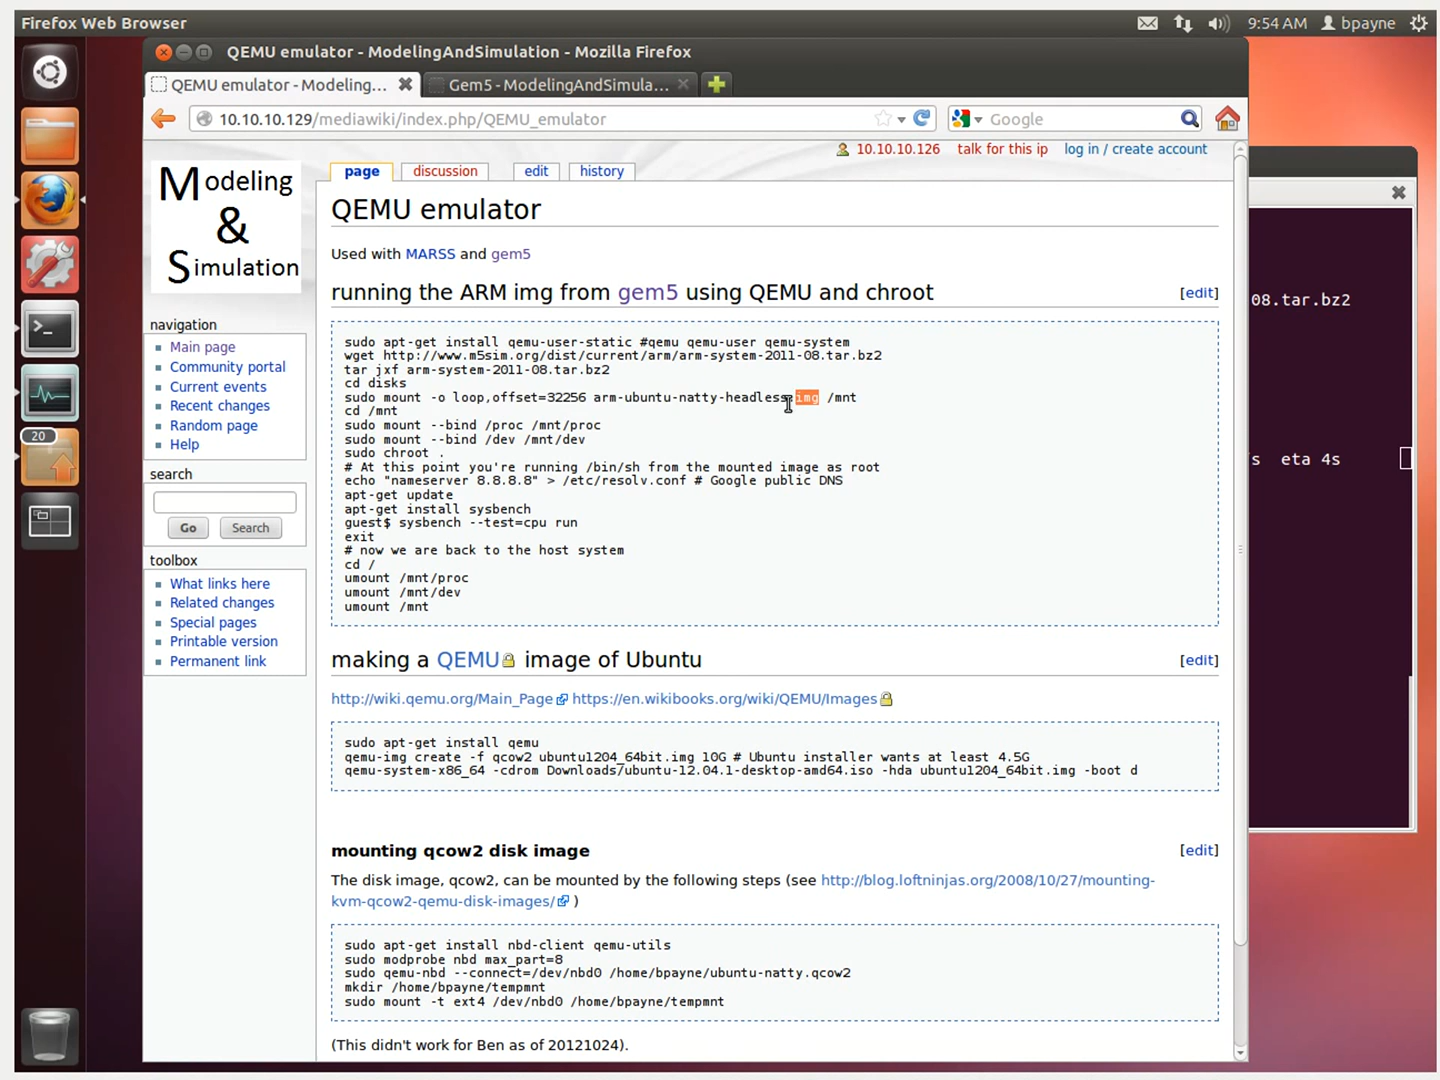 Firefox Web Browser
9:54 AM bpayne
QEMU emulator - ModelingAndSimulation - Mozilla Firefox
QEMU emulator - Modeling...
Gem5 - ModelingAndSimula...
10.10.10.129/mediawiki/index.php/QEMU_emulator
Google
10.10.10.126 talk for this ip log in / create account
page discussion edit history
Modeling
&
Simulation
QEMU emulator
Used with MARSS and gem5
running the ARM img from gem5 using QEMU and chroot
[edit]
sudo apt-get install qemu-user-static #qemu qemu-user qemu-system
wget http://www.m5sim.org/dist/current/arm/arm-system-2011-08.tar.bz2
tar jxf arm-system-2011-08.tar.bz2
cd disks
sudo mount -o loop,offset=32256 arm-ubuntu-natty-headless.img /mnt
cd /mnt
sudo mount --bind /proc /mnt/proc
sudo mount --bind /dev /mnt/dev
sudo chroot .
# At this point you're running /bin/sh from the mounted image as root
echo "nameserver 8.8.8.8" > /etc/resolv.conf # Google public DNS
apt-get update
apt-get install sysbench
guest$ sysbench --test=cpu run
exit
# now we are back to the host system
cd /
umount /mnt/proc
umount /mnt/dev
umount /mnt
making a QEMU image of Ubuntu
[edit]
http://wiki.qemu.org/Main_Page https://en.wikibooks.org/wiki/QEMU/Images
sudo apt-get install qemu
qemu-img create -f qcow2 ubuntu1204_64bit.img 10G # Ubuntu installer wants at least 4.5G
qemu-system-x86_64 -cdrom Downloads/ubuntu-12.04.1-desktop-amd64.iso -hda ubuntu1204_64bit.img -boot d
mounting qcow2 disk image
[edit]
The disk image, qcow2, can be mounted by the following steps (see http://blog.loftninjas.org/2008/10/27/mounting-
kvm-qcow2-qemu-disk-images/ )
sudo apt-get install nbd-client qemu-utils
sudo modprobe nbd max_part=8
sudo qemu-nbd --connect=/dev/nbd0 /home/bpayne/ubuntu-natty.qcow2
mkdir /home/bpayne/tempmnt
sudo mount -t ext4 /dev/nbd0 /home/bpayne/tempmnt
(This didn't work for Ben as of 20121024).
navigation
Main page
Community portal
Current events
Recent changes
Random page
Help
search
Go Search
toolbox
What links here
Related changes
Special pages
Printable version
Permanent link
20
08.tar.bz2
s eta 4s